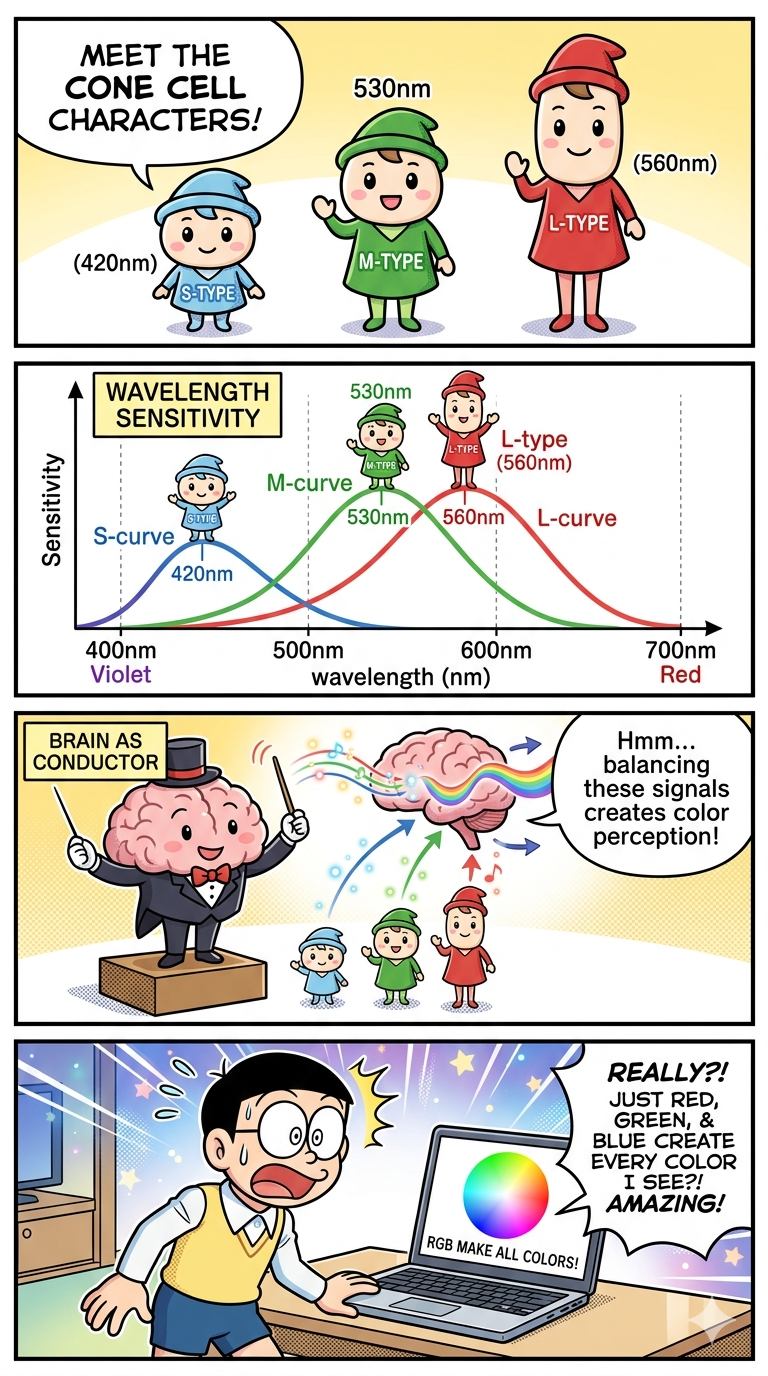 MEET THE
CONE CELL
CHARACTERS!
530nm
(560nm)
(420nm)
S-TYPE
M-TYPE
L-TYPE
WAVELENGTH
SENSITIVITY
Sensitivity
530nm
M-TYPE
L-TYPE
L-type
(560nm)
S-TYPE
M-curve
S-curve
530nm
560nm
L-curve
420nm
400nm
500nm
600nm
700nm
Violet
wavelength (nm)
Red
BRAIN AS
CONDUCTOR
Hmm...
balancing
these signals
creates color
perception!
REALLY?!
JUST RED,
GREEN, &
BLUE CREATE
EVERY COLOR
I SEE?!
AMAZING!
RGB MAKE ALL COLORS!